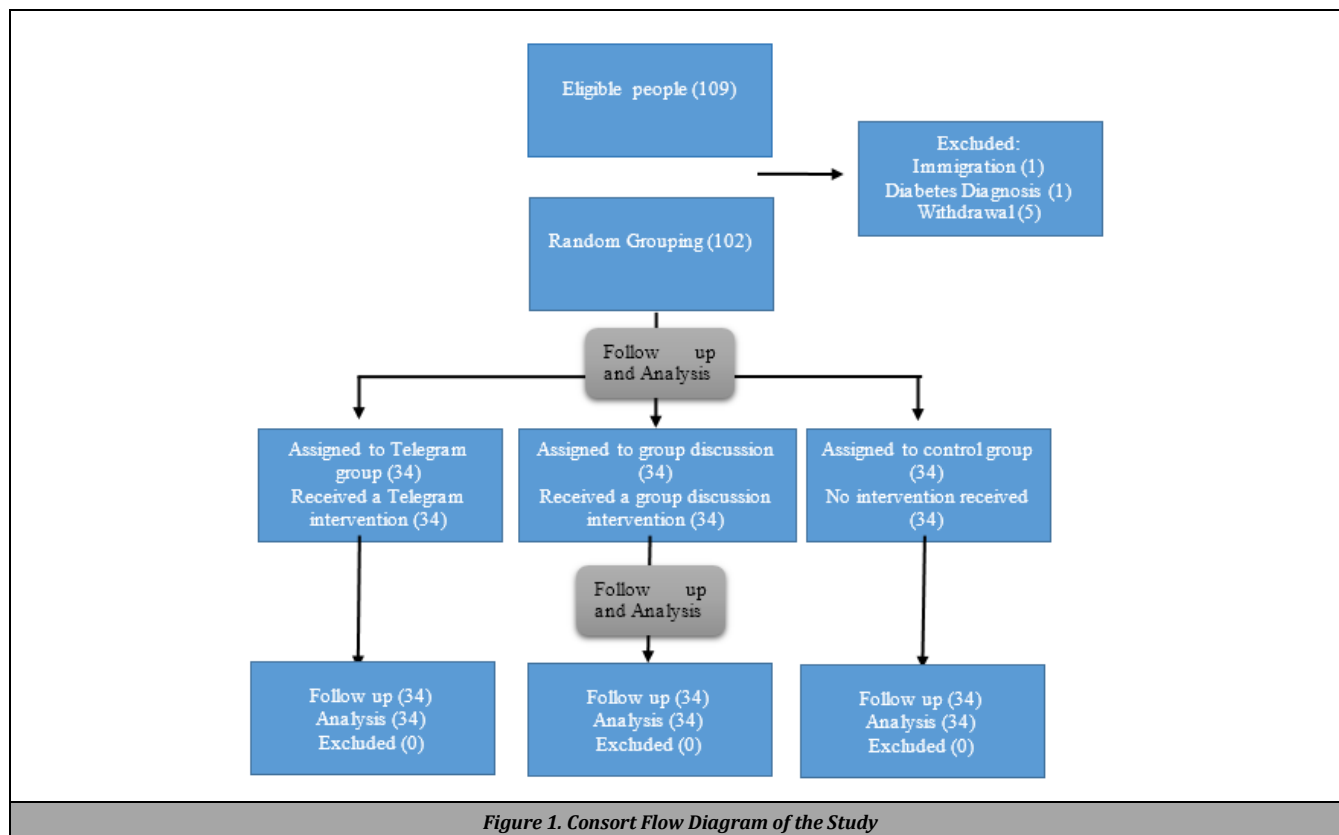 Eligible people (109)
Excluded:
Immigration (1)
Diabetes Diagnosis (1)
Withdrawal (5)
Random Grouping (102)
Follow up
and Analysis
Assigned to Telegram
group (34)
Received a Telegram
intervention (34)
Assigned to group discussion
(34)
Received a group discussion
intervention (34)
Assigned to control group
(34)
No intervention received
(34)
Follow up
and Analysis
Follow up (34)
Analysis (34)
Excluded (0)
Follow up (34)
Analysis (34)
Excluded (0)
Follow up (34)
Analysis (34)
Excluded (0)
Figure 1. Consort Flow Diagram of the Study